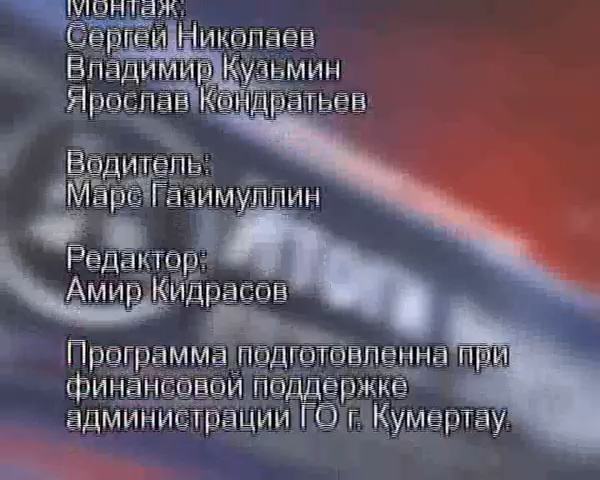 Монтаж:
Сергей Николаев
Владимир Кузьмин
Ярослав Кондратьев
Водитель:
Марс Газимуллин
Редактор:
Амир Кидрасов
Программа подготовленна при
финансовой поддержке
администрации ГО г. Кумертау.